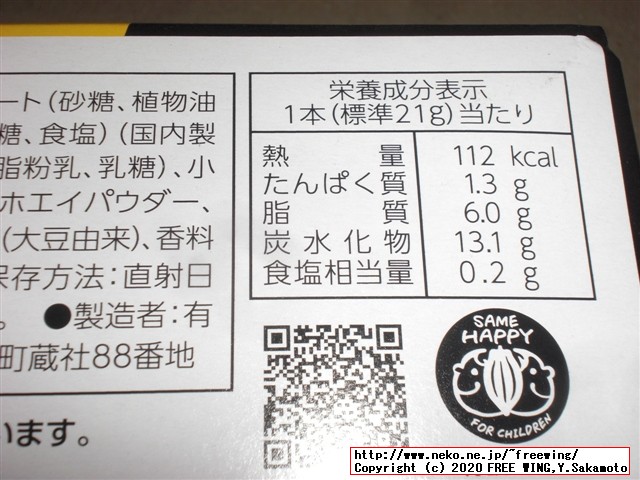 ート(砂糖、植物油
糖、食塩)(国内製
脂粉乳、乳糖)、小
ホエイパウダー、
(大豆由来)、香料
保存方法:直射日
。 ●製造者:有
町蔵社88番地
います。
栄養成分表示
1本(標準21g)当たり
熱量 112 kcal
たんぱく質 1.3 g
脂質 6.0 g
炭水化物 13.1 g
食塩相当量 0.2 g
SAME
HAPPY
FOR CHILDREN
http://www.neko.ne.jp/~freewing/
Copyright (c) 2020 FREE WING,Y.Sakamoto